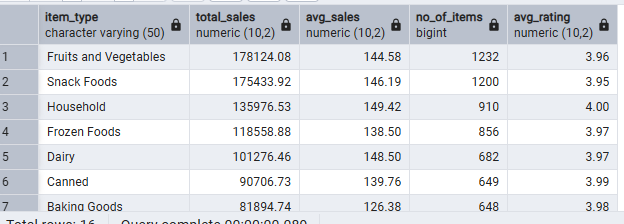 item_type total_sales avg_sales no_of_items avg_rating
character varying (50) numeric (10,2) numeric (10,2) bigint numeric (10,2)
1 Fruits and Vegetables 178124.08 144.58 1232 3.96
2 Snack Foods 175433.92 146.19 1200 3.95
3 Household 135976.53 149.42 910 4.00
4 Frozen Foods 118558.88 138.50 856 3.97
5 Dairy 101276.46 148.50 682 3.97
6 Canned 90706.73 139.76 649 3.99
7 Baking Goods 81894.74 126.38 648 3.98
Total rows: 16 Query complete 00:00:00.089